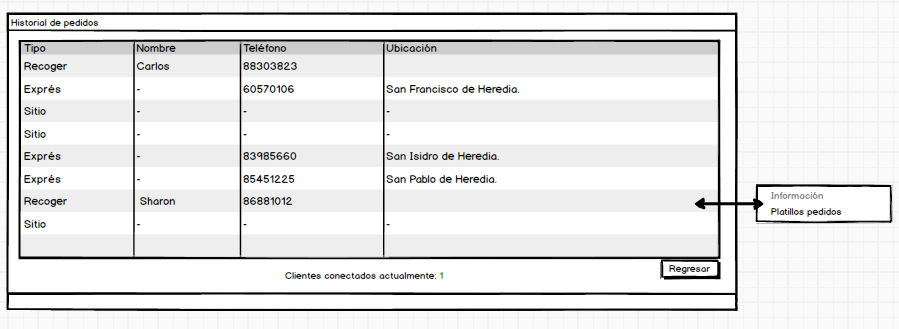 Historial de pedidos
Tipo Nombre Teléfono Ubicación
Recoger Carlos 88303823
Exprés - 60570106 San Francisco de Heredia.
Sitio - - -
Sitio - - -
Exprés - 83985660 San Isidro de Heredia.
Exprés - 85451225 San Pablo de Heredia.
Recoger Sharon 86881012
Sitio - - -
Información
Platillos pedidos
Regresar
Clientes conectados actualmente: 1